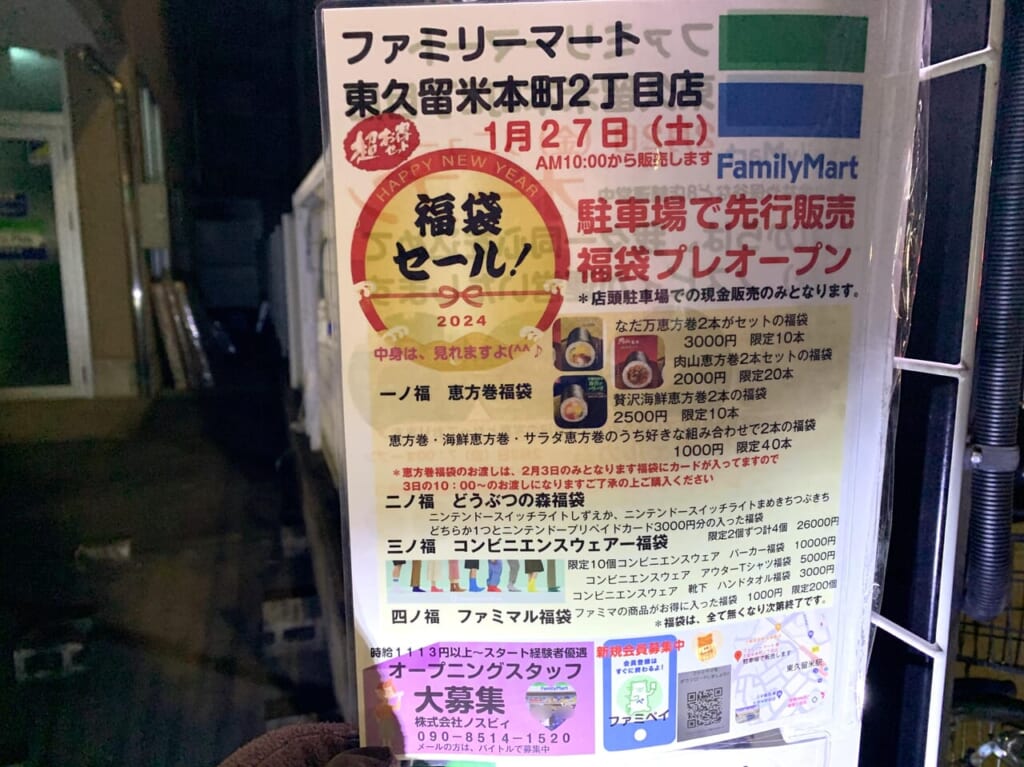 ファミリーマート
東久留米本町2丁目店
超お得セット
1月27日（土）
AM10:00から販売します
FamilyMart
HAPPY NEW YEAR
福袋
セール！
2024
駐車場で先行販売
福袋プレオープン
＊店頭駐車場での現金販売のみとなります。
中身は、見れますよ(^^♪
なだ万恵方巻2本がセットの福袋
3000円　限定10本
肉山恵方巻2本セットの福袋
2000円　限定20本
一ノ福　恵方巻福袋
贅沢海鮮恵方巻2本の福袋
2500円　限定10本
恵方巻・海鮮恵方巻・サラダ恵方巻のうち好きな組み合わせで2本の福袋
1000円　限定40本
＊恵方巻福袋のお渡しは、2月3日のみとなります福袋にカードが入ってますので
3日の10：00〜のお渡しになりますご了承の上ご購入ください
二ノ福　どうぶつの森福袋
ニンテンドースイッチライトしずえか、ニンテンドースイッチライトまめきちつぶきち
どちらか1つとニンテンドープリペイドカード3000円分の入った福袋
限定2個ずつ計4個　26000円
三ノ福　コンビニエンスウェアー福袋
限定10個コンビニエンスウェア　パーカー福袋　10000円
コンビニエンスウェア　アウターTシャツ福袋　5000円
コンビニエンスウェア　靴下　ハンドタオル福袋　3000円
四ノ福　ファミマル福袋
ファミマの商品がお得に入った福袋　1000円　限定200個
＊福袋は、全て無くなり次第終了です。
時給1113円以上〜スタート経験者優遇
オープニングスタッフ
大募集
株式会社ノスビィ
090-8514-1520
メールの方は、バイトルで募集中
FamilyMart
新規会員募集中
会員登録は
すぐに終わるよ！
ファミペイ
駐車場で販売します
東久留米駅